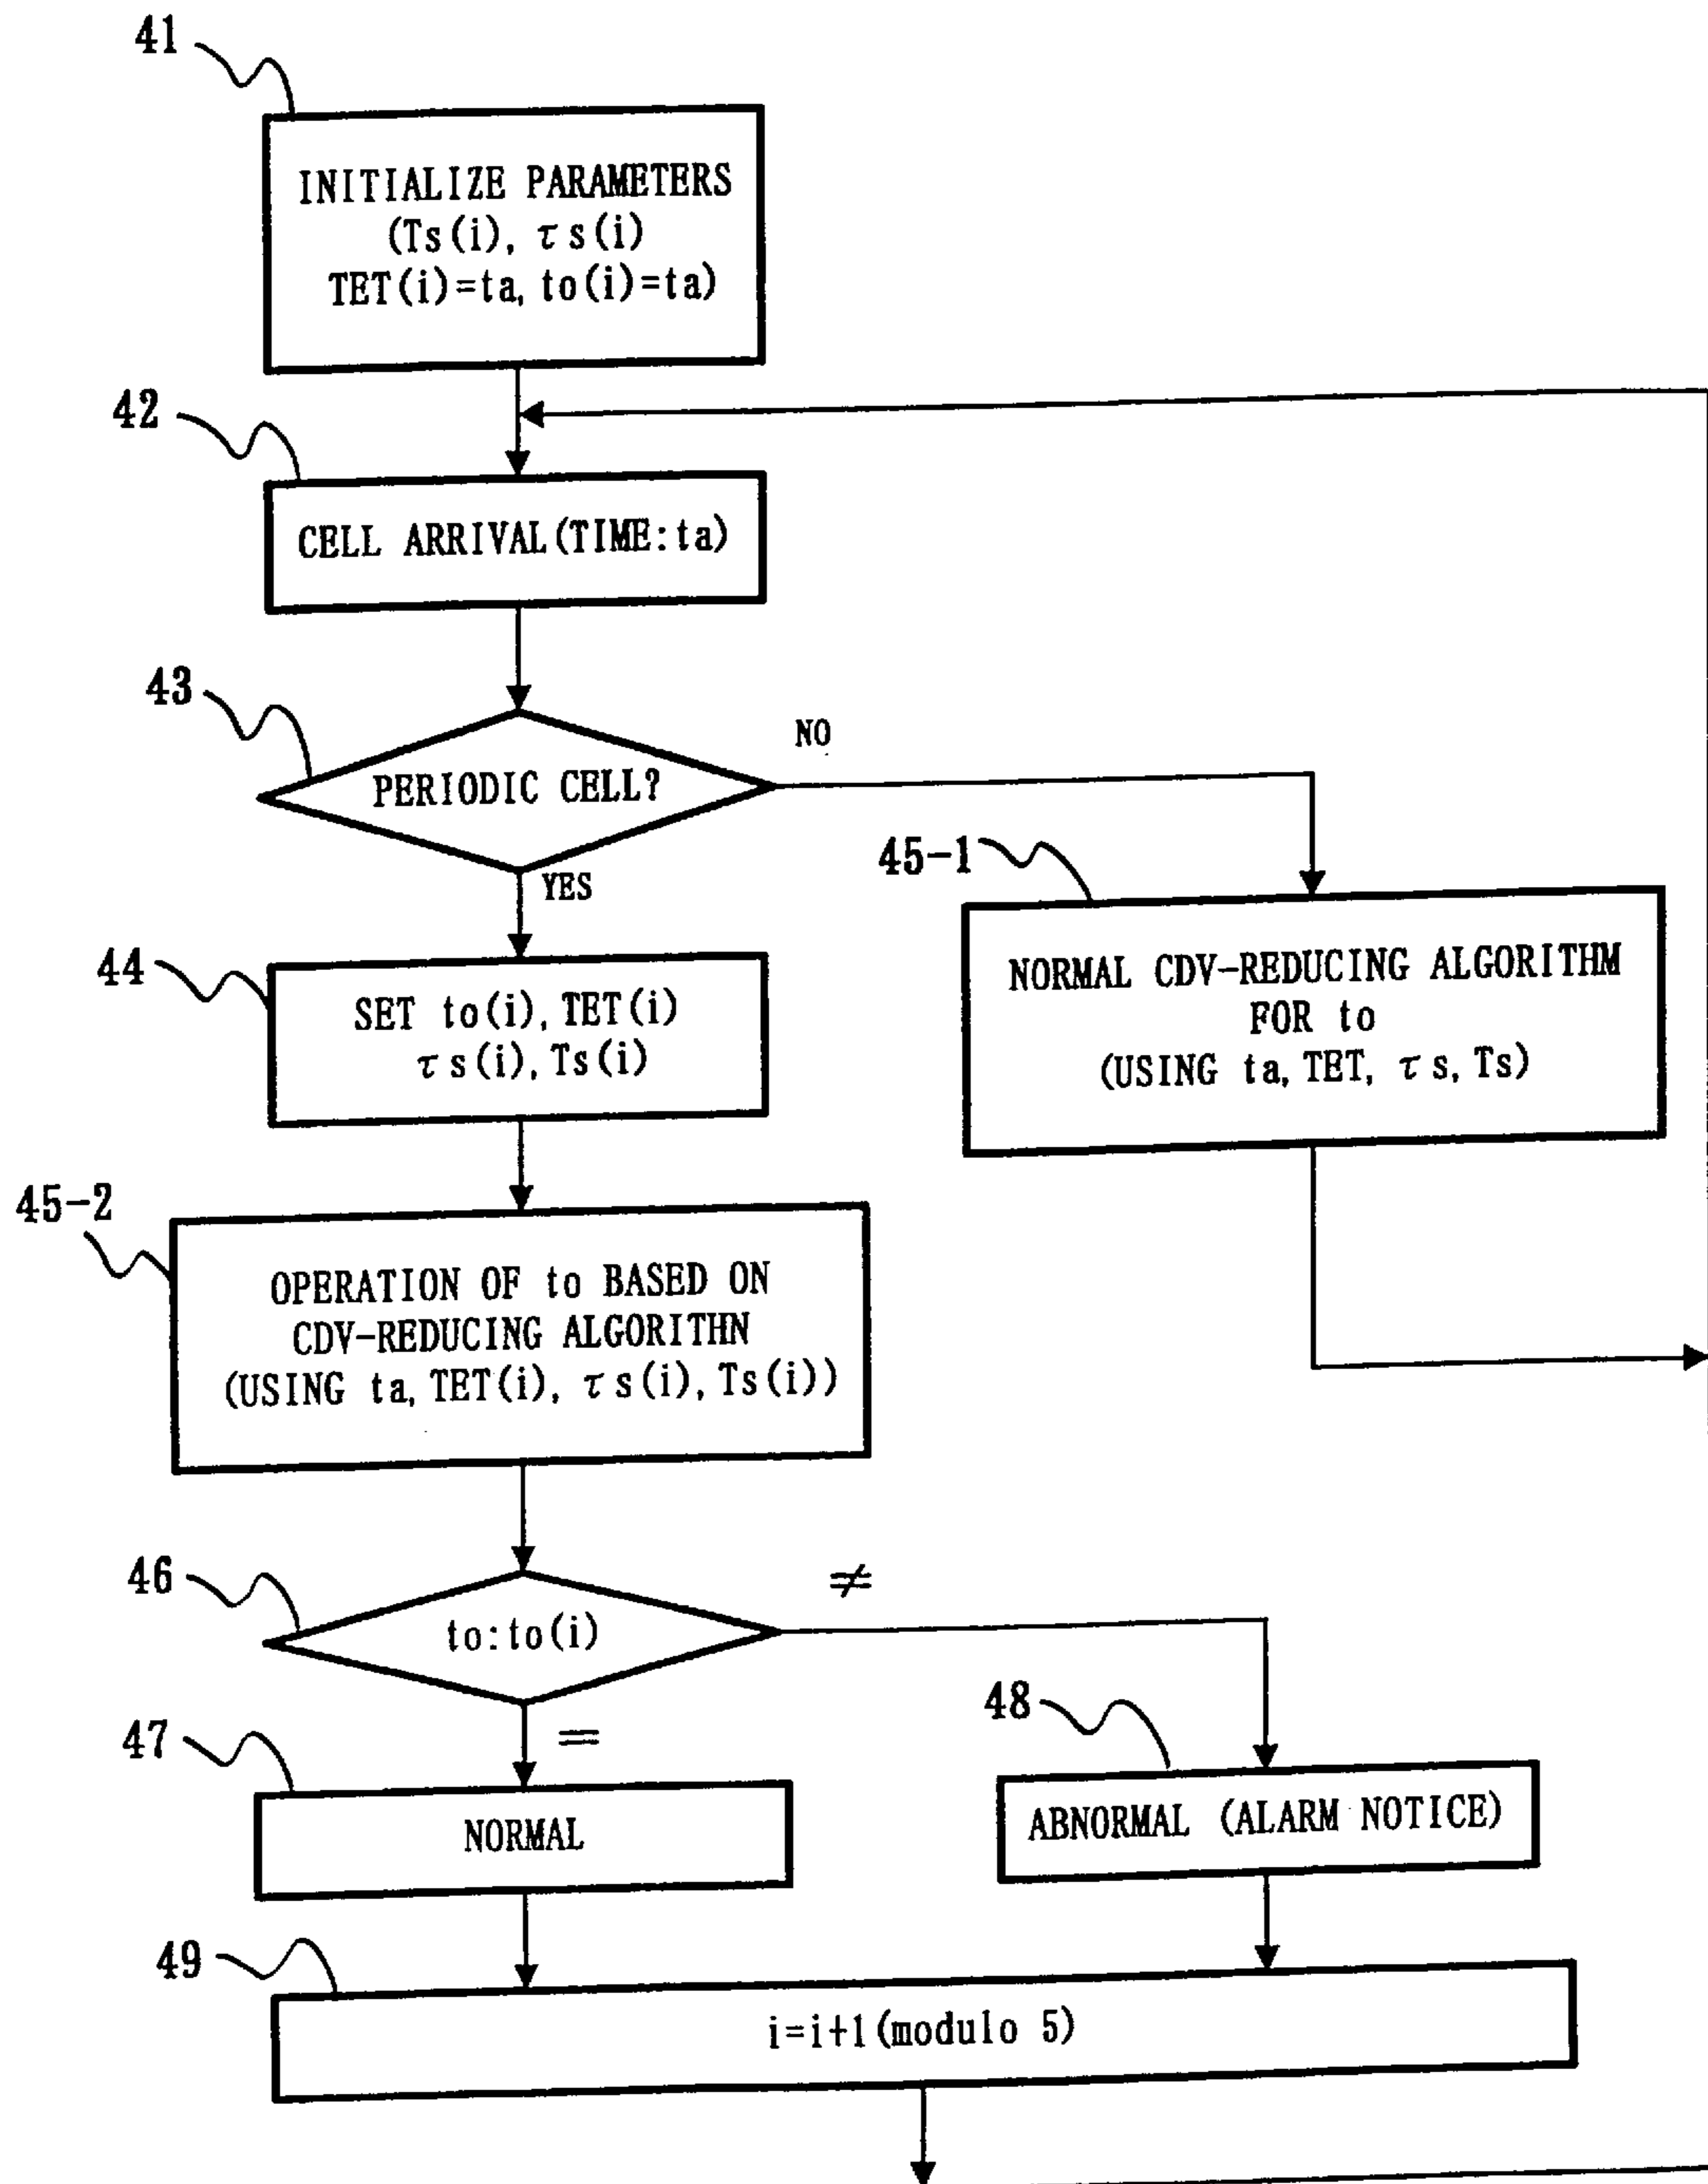 41
INITIALIZE PARAMETERS
(Ts(i), τs(i)
TET(i)=ta, to(i)=ta)
42
CELL ARRIVAL(TIME:ta)
43
PERIODIC CELL?
NO
YES
45-1
NORMAL CDV-REDUCING ALGORITHM
FOR to
(USING ta, TET, τs, Ts)
44
SET to(i), TET(i)
τs(i), Ts(i)
45-2
OPERATION OF to BASED ON
CDV-REDUCING ALGORITHN
(USING ta, TET(i), τs(i), Ts(i))
46
to:to(i)
≠
=
47
NORMAL
48
ABNORMAL (ALARM NOTICE)
49
i=i+1(modulo 5)